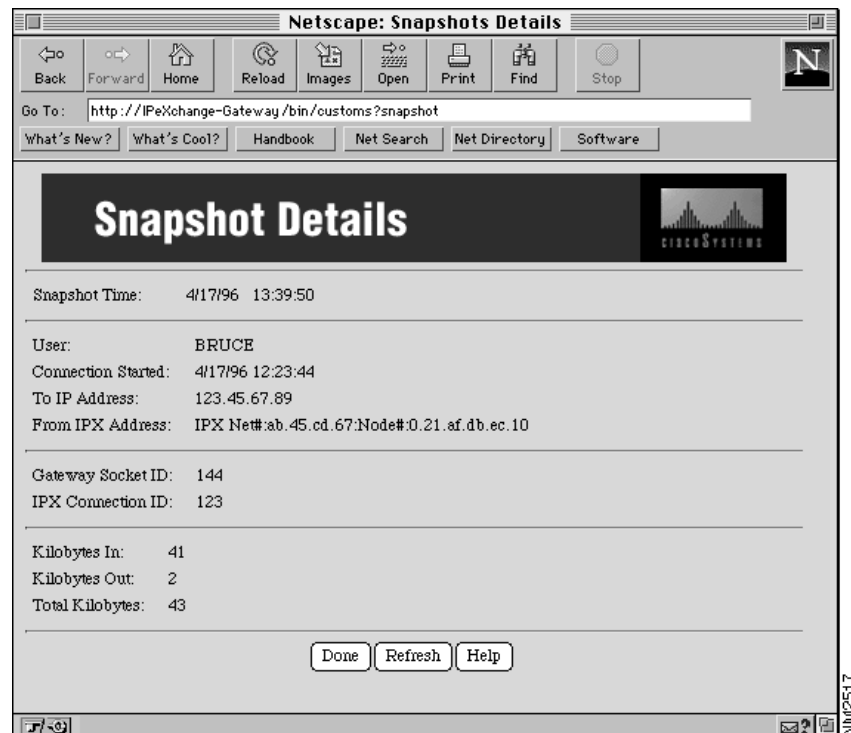 Netscape: Snapshots Details
Back Forward Home Reload Images Open Print Find Stop
N
Go To: http://IPeXchange-Gateway/bin/customs?snapshot
What's New? What's Cool? Handbook Net Search Net Directory Software
Snapshot Details
CISCO SYSTEMS
Snapshot Time: 4/17/96 13:39:50
User: BRUCE
Connection Started: 4/17/96 12:23:44
To IP Address: 123.45.67.89
From IPX Address: IPX Net#:ab.45.cd.67:Node#:0.21.af.db.ec.10
Gateway Socket ID: 144
IPX Connection ID: 123
Kilobytes In: 41
Kilobytes Out: 2
Total Kilobytes: 43
Done Refresh Help
?
NM2517